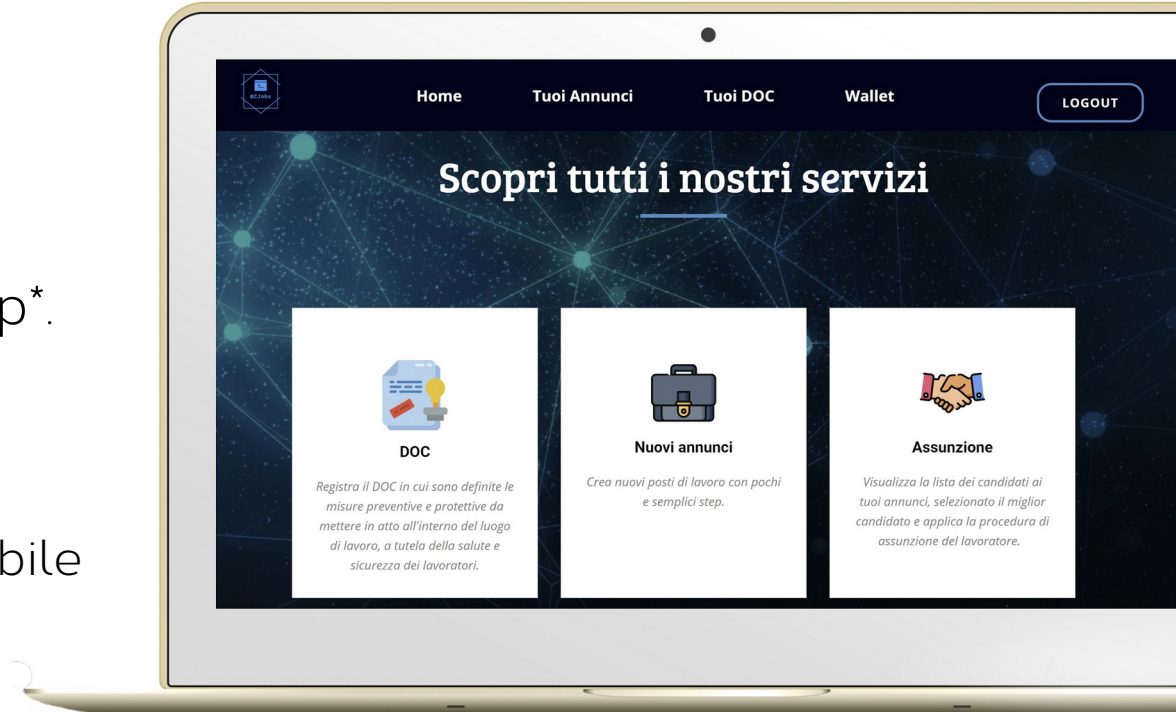 p*.
bile
BCJobs
Home Tuoi Annunci Tuoi DOC Wallet LOGOUT
Scopri tutti i nostri servizi
DOC
Registra il DOC in cui sono definite le
misure preventive e protettive da
mettere in atto all'interno del luogo
di lavoro, a tutela della salute e
sicurezza dei lavoratori.
Nuovi annunci
Crea nuovi posti di lavoro con pochi
e semplici step.
Assunzione
Visualizza la lista dei candidati ai
tuoi annunci, selezionato il miglior
candidato e applica la procedura di
assunzione del lavoratore.